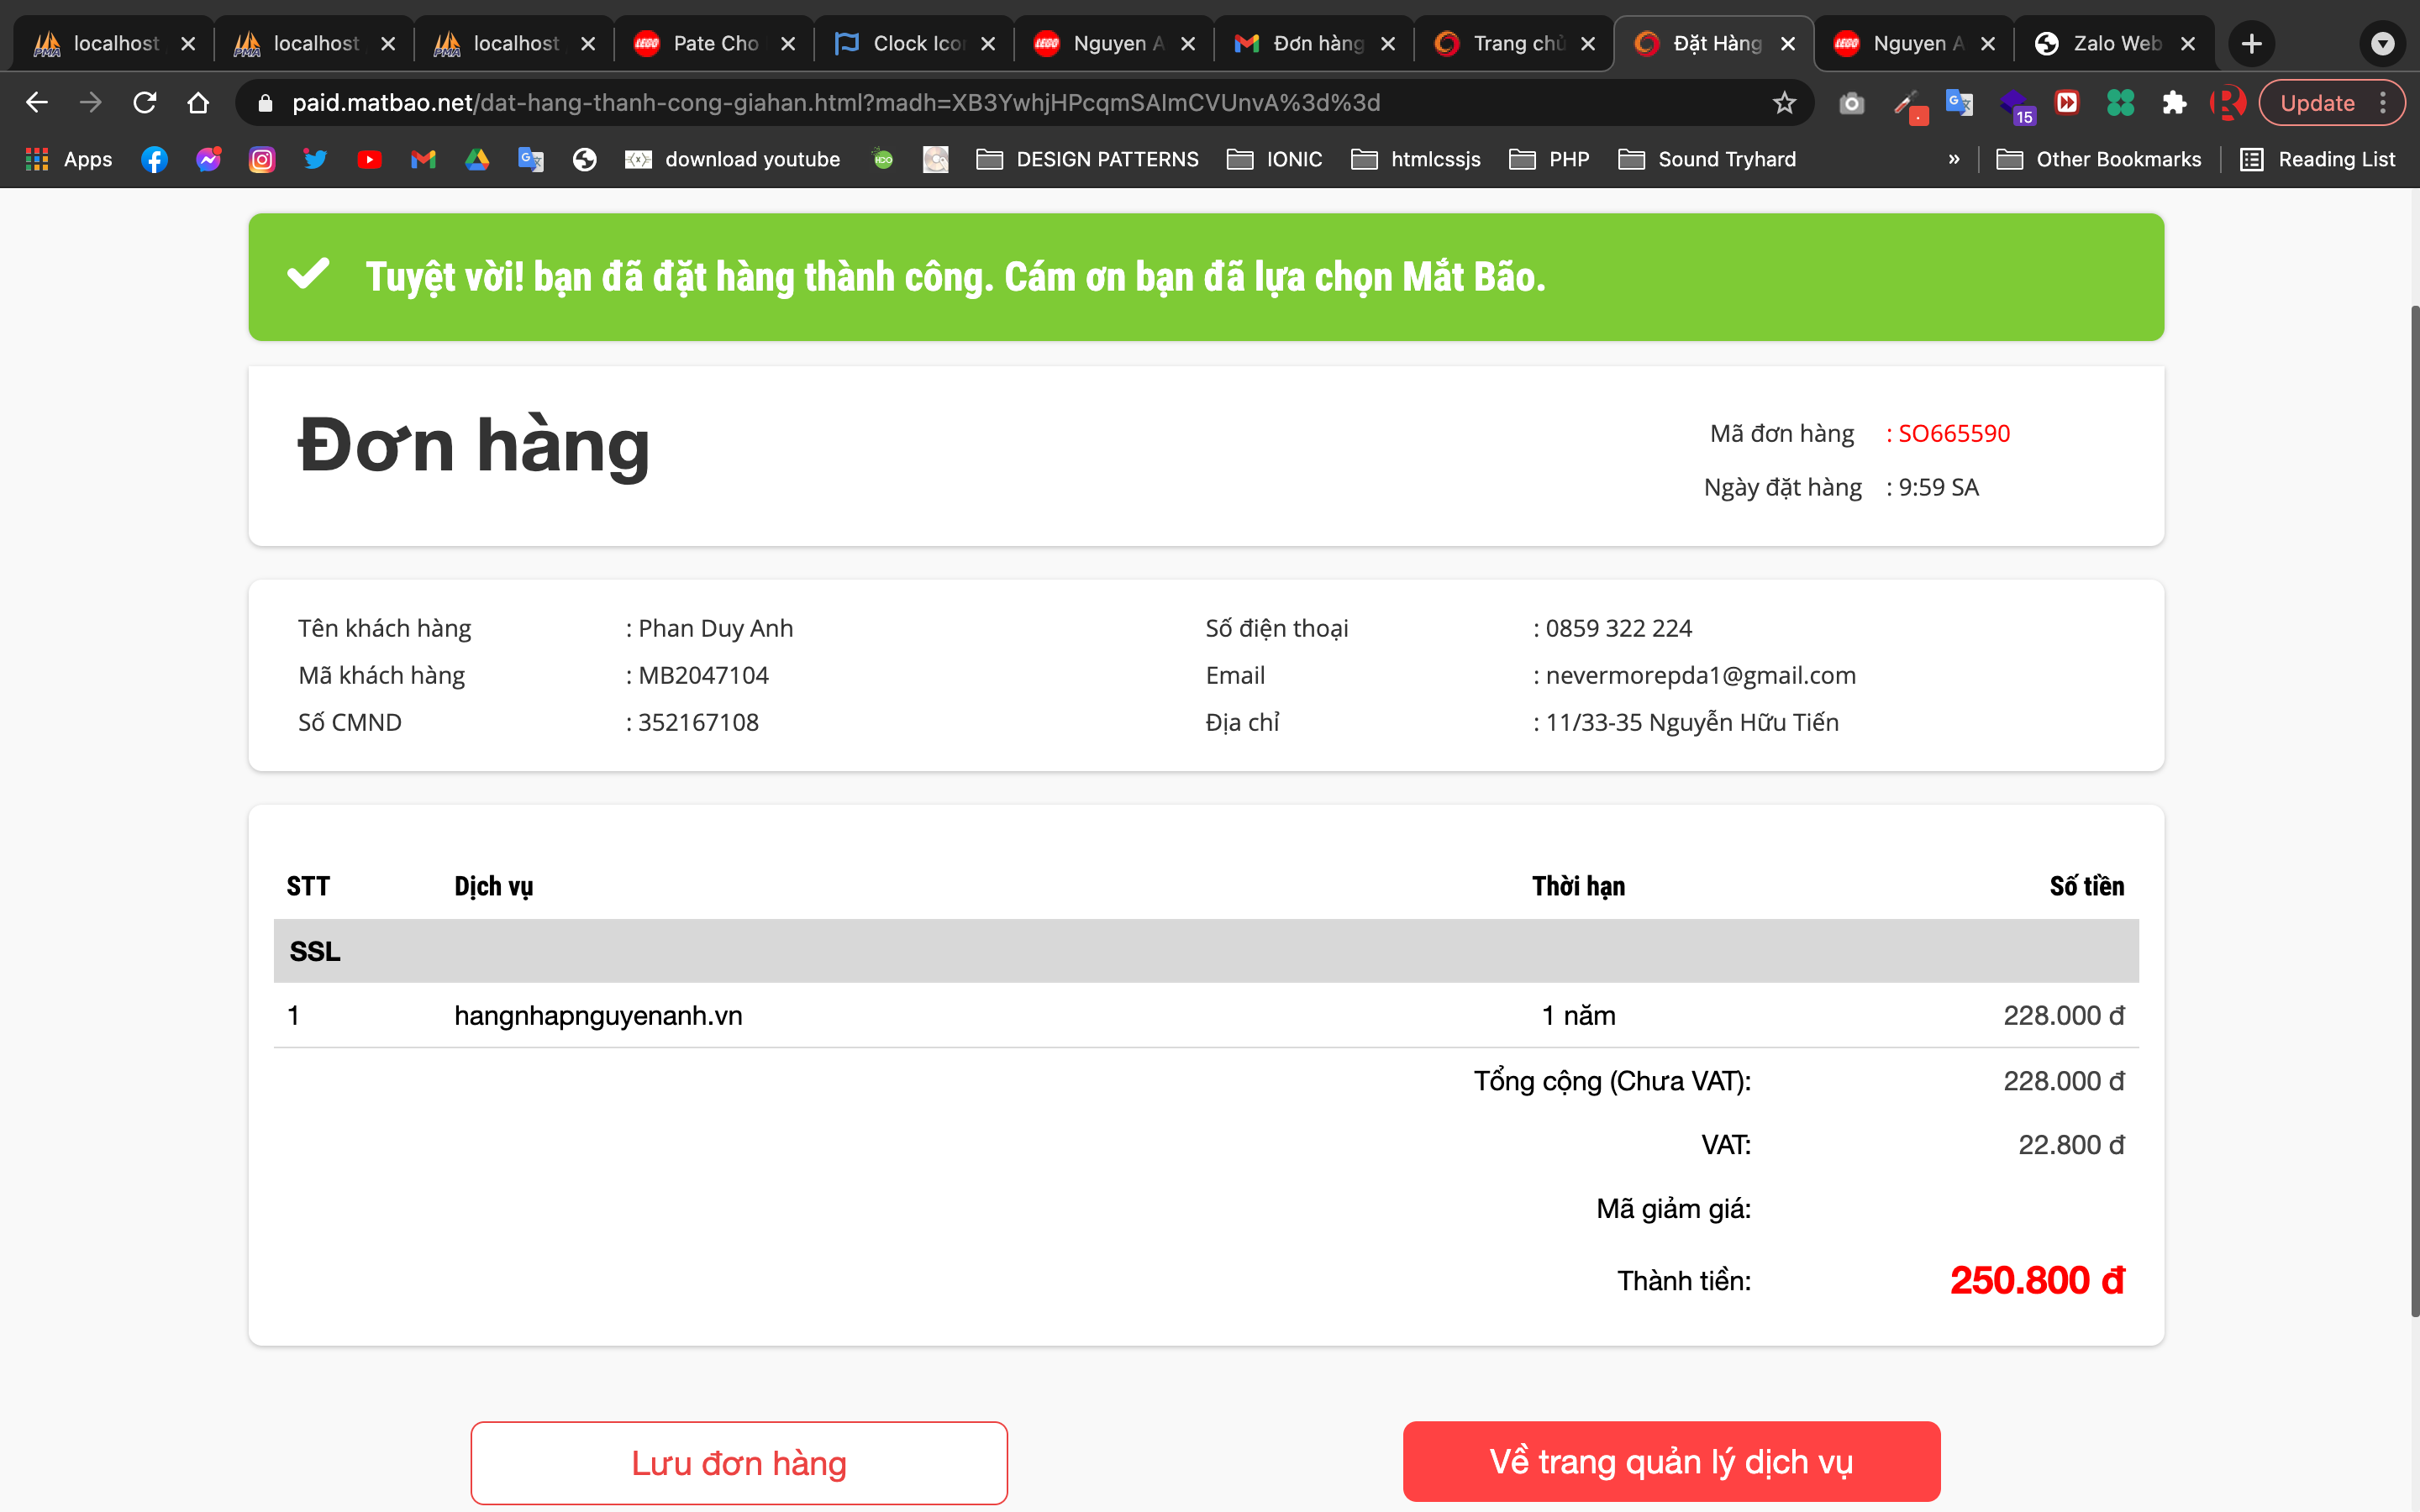 localhost
localhost
localhost
Pate Cho
Clock Icon
Nguyen A
Đơn hàng
Trang chủ
Đặt Hàng
Nguyen A
Zalo Web
paid.matbao.net/dat-hang-thanh-cong-giahan.html?madh=XB3YwhjHPcqmSAImCVUnvA%3d%3d
15
Update
Apps
download youtube
DESIGN PATTERNS
IONIC
htmlcssjs
PHP
Sound Tryhard
»
Other Bookmarks
Reading List
Tuyệt vời! bạn đã đặt hàng thành công. Cám ơn bạn đã lựa chọn Mắt Bão.
Đơn hàng
Mã đơn hàng : SO665590
Ngày đặt hàng : 9:59 SA
Tên khách hàng : Phan Duy Anh
Số điện thoại : 0859 322 224
Mã khách hàng : MB2047104
Email : nevermorepda1@gmail.com
Số CMND : 352167108
Địa chỉ : 11/33-35 Nguyễn Hữu Tiến
STT Dịch vụ Thời hạn Số tiền
SSL
1 hangnhapnguyenanh.vn 1 năm 228.000 đ
Tổng cộng (Chưa VAT): 228.000 đ
VAT: 22.800 đ
Mã giảm giá:
Thành tiền: 250.800 đ
Lưu đơn hàng
Về trang quản lý dịch vụ